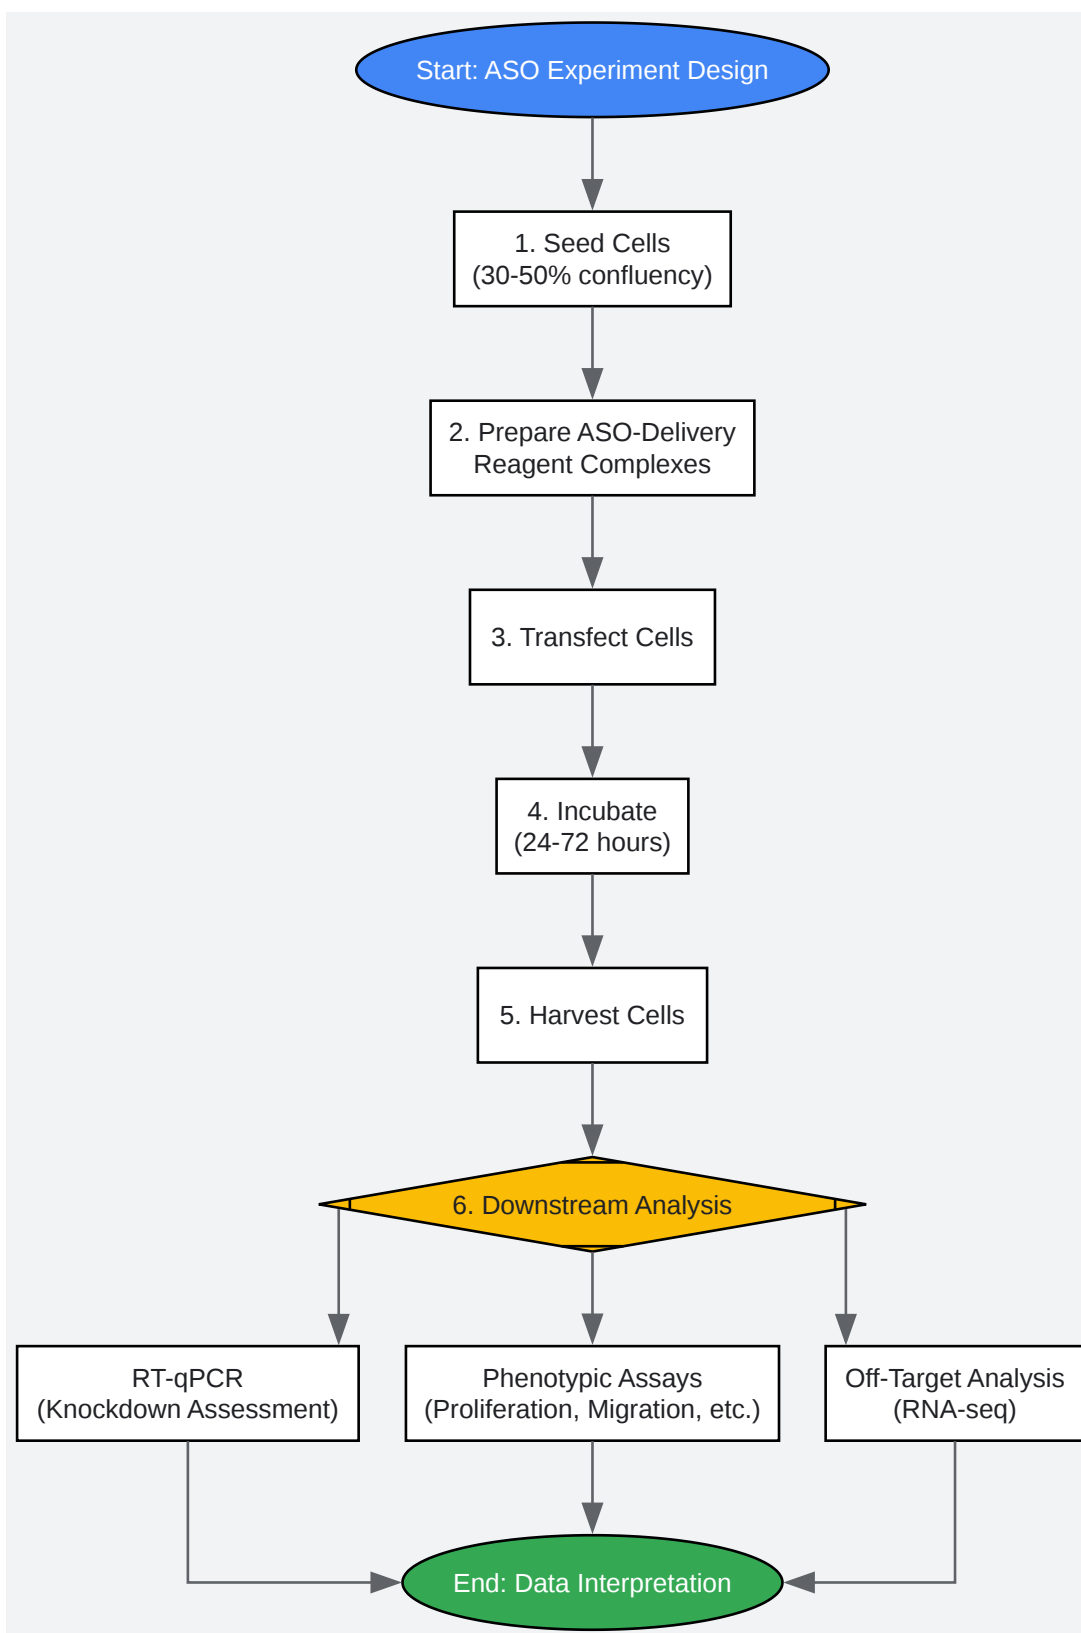 Start: ASO Experiment Design
1. Seed Cells
(30-50% confluency)
2. Prepare ASO-Delivery
Reagent Complexes
3. Transfect Cells
4. Incubate
(24-72 hours)
5. Harvest Cells
6. Downstream Analysis
RT-qPCR
(Knockdown Assessment)
Phenotypic Assays
(Proliferation, Migration, etc.)
Off-Target Analysis
(RNA-seq)
End: Data Interpretation